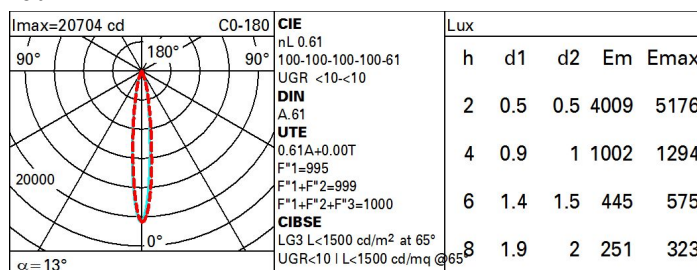 Imax=20704 cd C0-180
90° 180° 90°
20000
0°
α=13°
CIE
nL 0.61
100-100-100-100-61
UGR <10-<10
DIN
A.61
UTE
0.61A+0.00T
F"1=995
F"1+F"2=999
F"1+F"2+F"3=1000
CIBSE
LG3 L<1500 cd/m² at 65°
UGR<10 | L<1500 cd/mq @65°
Lux
h d1 d2 Em Emax
2 0.5 0.5 4009 5176
4 0.9 1 1002 1294
6 1.4 1.5 445 575
8 1.9 2 251 323